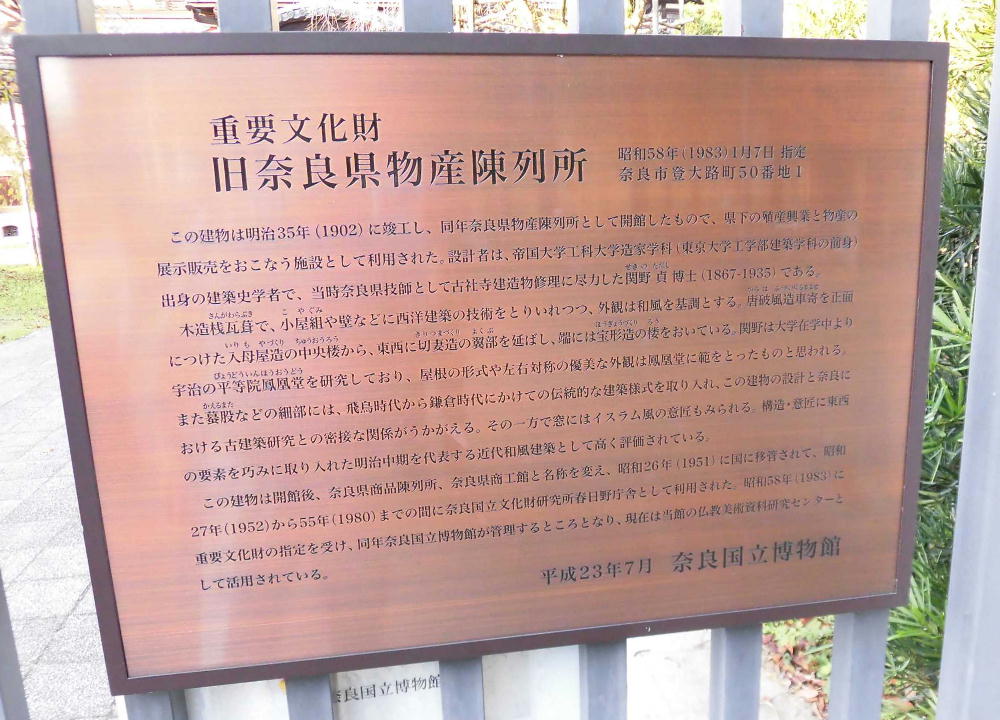 重要文化財
旧奈良県物産陳列所
昭和58年(1983)1月7日 指定
奈良市登大路町50番地1
この建物は明治35年(1902)に竣工し、同年奈良県物産陳列所として開館したもので、県下の殖産興業と物産の
展示販売をおこなう施設として利用された。設計者は、帝国大学工科大学造家学科(東京大学工学部建築学科の前身)
出身の建築史学者で、当時奈良県技師として古社寺建造物修理に尽力した関野貞博士(1867-1935)である。
木造桟瓦葺で、小屋組や壁などに西洋建築の技術をとりいれつつ、外観は和風を基調とする。唐破風造車寄を正面
につけた入母屋造の中央楼から、東西に切妻造の翼部を延ばし、端には宝形造の楼をおいている。関野は大学在学中より
宇治の平等院鳳凰堂を研究しており、屋根の形式や左右対称の優美な外観は鳳凰堂に範をとったものと思われる。
また蟇股などの細部には、飛鳥時代から鎌倉時代にかけての伝統的な建築様式を取り入れ、この建物の設計と奈良に
おける古建築研究との密接な関係がうかがえる。その一方で窓にはイスラム風の意匠もみられる。構造・意匠に東西
の要素を巧みに取り入れた明治中期を代表する近代和風建築として高く評価されている。
この建物は開館後、奈良県商品陳列所、奈良県商工館と名称を変え、昭和26年(1951)に国に移管されて、昭和
27年(1952)から55年(1980)までの間に奈良国立文化財研究所春日野庁舎として利用された。昭和58年(1983)に
重要文化財の指定を受け、同年奈良国立博物館が管理するところとなり、現在は当館の仏教美術資料研究センターと
して活用されている。
平成23年7月 奈良国立博物館
奈良国立博物館